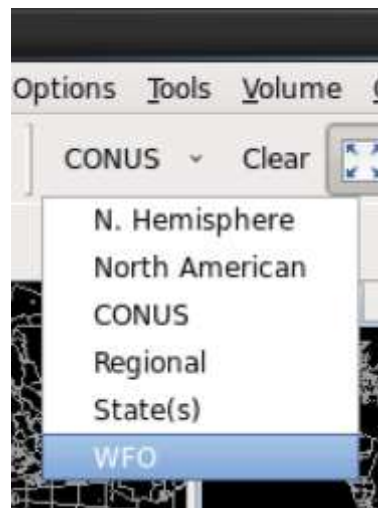 Options Tools Volume
CONUS Clear
N. Hemisphere
North American
CONUS
Regional
State(s)
WFO